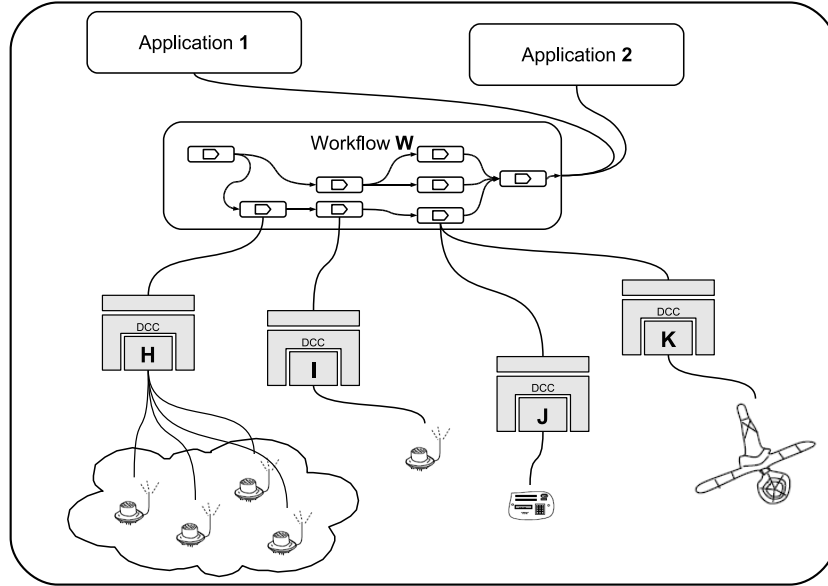 Application 1
Application 2
Workflow W
DCC
H
DCC
I
DCC
J
DCC
K